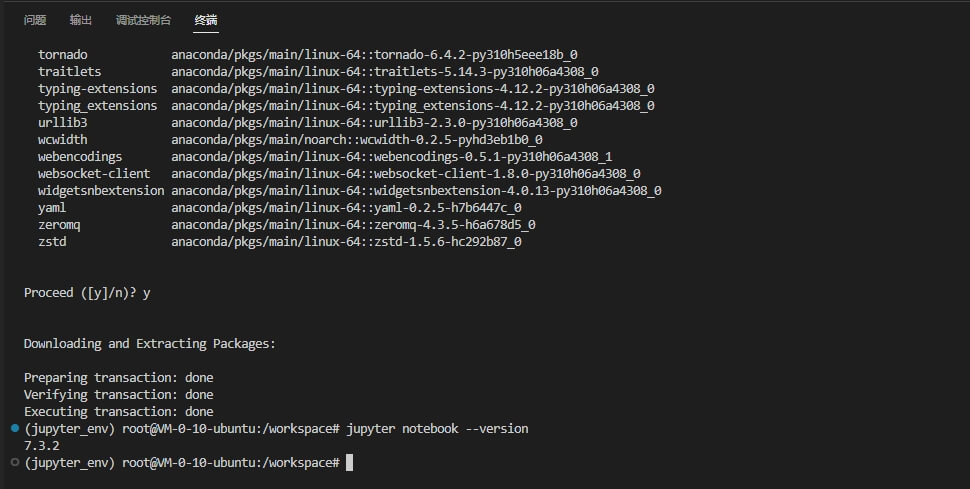 问题 输出 调试控制台 终端
tornado anaconda/pkgs/main/linux-64::tornado-6.4.2-py310h5eee18b_0
traitlets anaconda/pkgs/main/linux-64::traitlets-5.14.3-py310h06a4308_0
typing-extensions anaconda/pkgs/main/linux-64::typing-extensions-4.12.2-py310h06a4308_0
typing_extensions anaconda/pkgs/main/linux-64::typing_extensions-4.12.2-py310h06a4308_0
urllib3 anaconda/pkgs/main/linux-64::urllib3-2.3.0-py310h06a4308_0
wcwidth anaconda/pkgs/main/noarch::wcwidth-0.2.5-pyhd3eb1b0_0
webencodings anaconda/pkgs/main/linux-64::webencodings-0.5.1-py310h06a4308_1
websocket-client anaconda/pkgs/main/linux-64::websocket-client-1.8.0-py310h06a4308_0
widgetsnbextension anaconda/pkgs/main/linux-64::widgetsnbextension-4.0.13-py310h06a4308_0
yaml anaconda/pkgs/main/linux-64::yaml-0.2.5-h7b6447c_0
zeromq anaconda/pkgs/main/linux-64::zeromq-4.3.5-h6a678d5_0
zstd anaconda/pkgs/main/linux-64::zstd-1.5.6-hc292b87_0
Proceed ([y]/n)? y
Downloading and Extracting Packages:
Preparing transaction: done
Verifying transaction: done
Executing transaction: done
(jupyter_env) root@VM-0-10-ubuntu:/workspace# jupyter notebook --version
7.3.2
(jupyter_env) root@VM-0-10-ubuntu:/workspace#